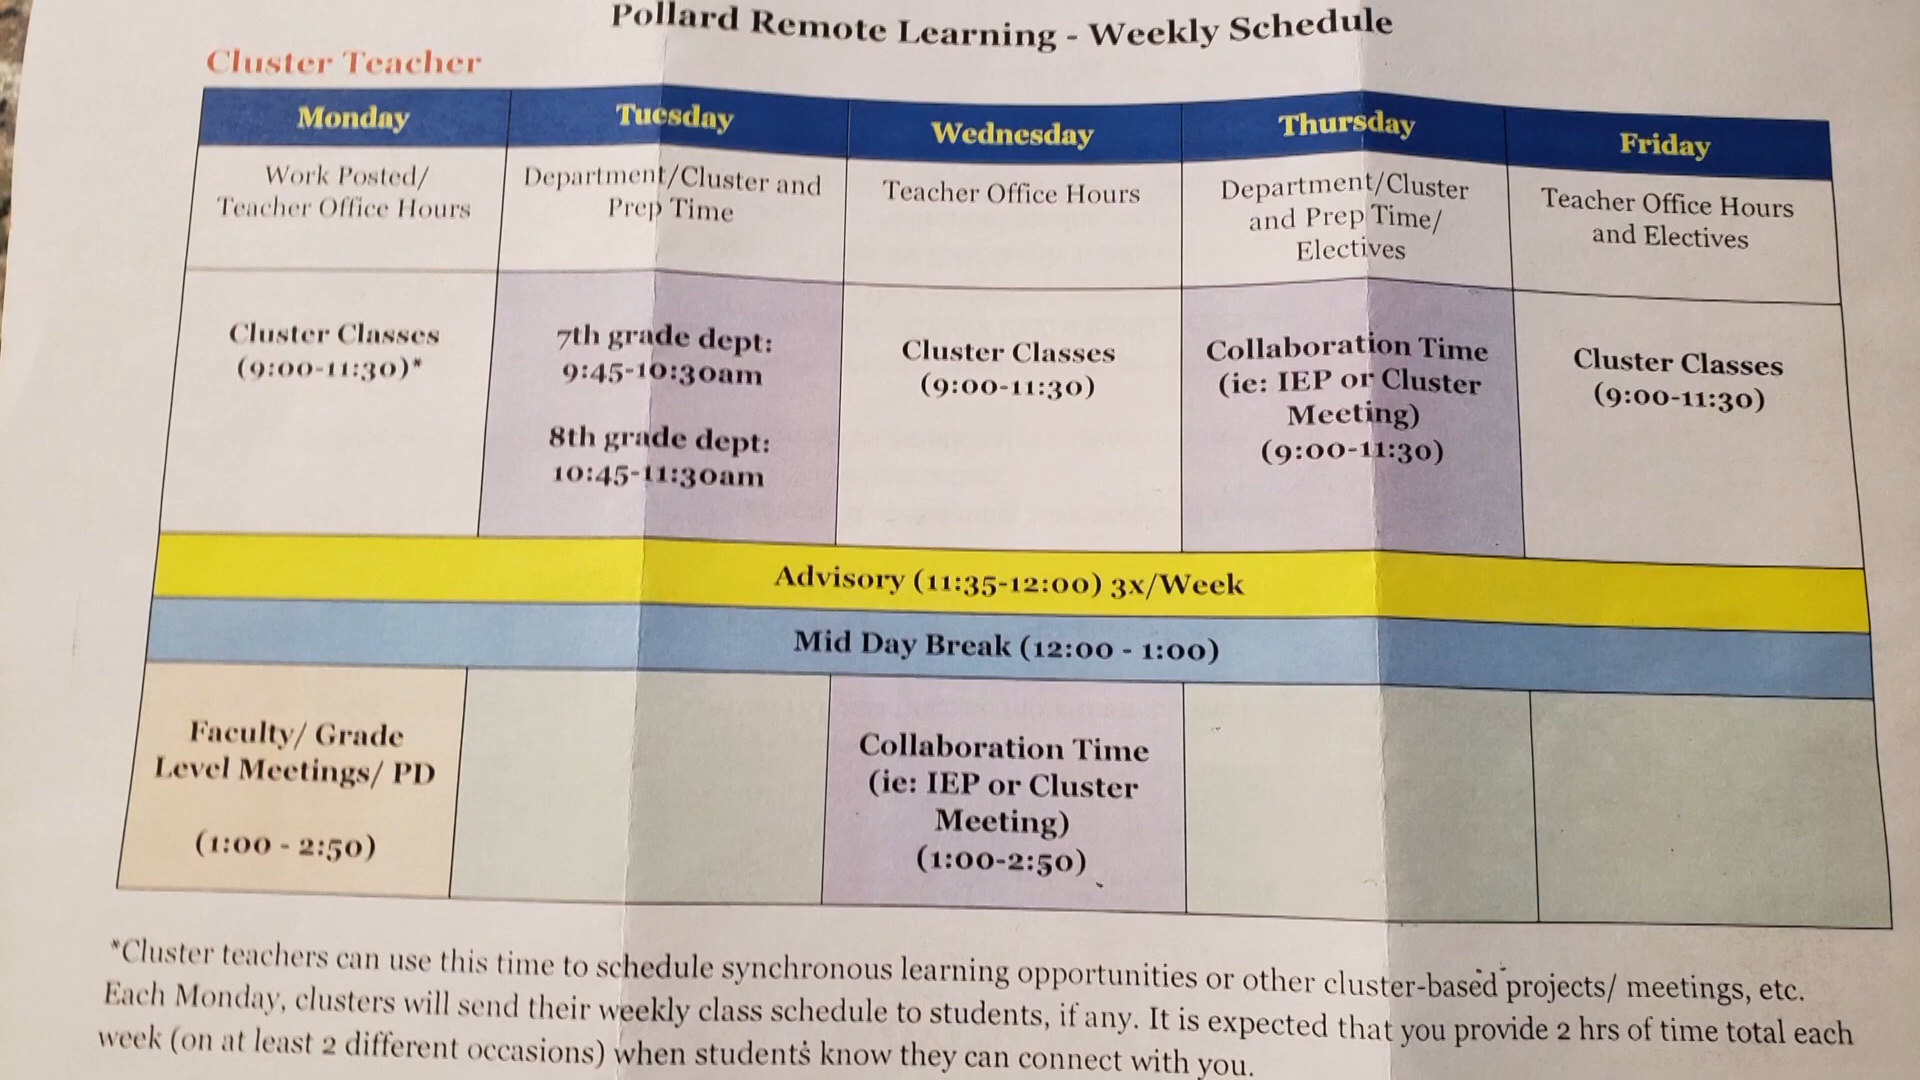 Pollard Remote Learning - Weekly Schedule
Cluster Teacher
Monday
Tuesday
Wednesday
Thursday
Friday
Work Posted/
Teacher Office Hours
Department/Cluster and
Prep Time
Teacher Office Hours
Department/Cluster
and Prep Time/
Electives
Teacher Office Hours
and Electives
Cluster Classes
(9:00-11:30)*
7th grade dept:
9:45-10:30am
8th grade dept:
10:45-11:30am
Cluster Classes
(9:00-11:30)
Collaboration Time
(ie: IEP or Cluster
Meeting)
(9:00-11:30)
Cluster Classes
(9:00-11:30)
Advisory (11:35-12:00) 3x/Week
Mid Day Break (12:00 - 1:00)
Faculty/ Grade
Level Meetings/ PD
(1:00 - 2:50)
Collaboration Time
(ie: IEP or Cluster
Meeting)
(1:00-2:50)
*Cluster teachers can use this time to schedule synchronous learning opportunities or other cluster-based projects/ meetings, etc.
Each Monday, clusters will send their weekly class schedule to students, if any. It is expected that you provide 2 hrs of time total each
week (on at least 2 different occasions) when students know they can connect with you.